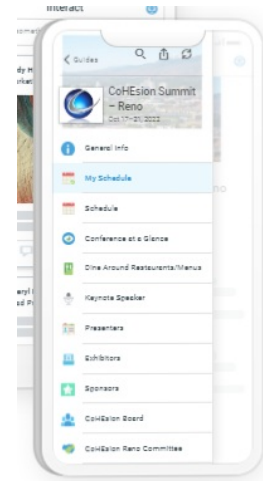 Interact
Guides
CoHEsion Summit
– Reno
Oct 17–21, 2022
General Info
My Schedule
Schedule
Conference at a Glance
Dine Around Restaurants/Menus
Keynote Speaker
Presenters
Exhibitors
Sponsors
CoHEsion Board
CoHEsion Reno Committee